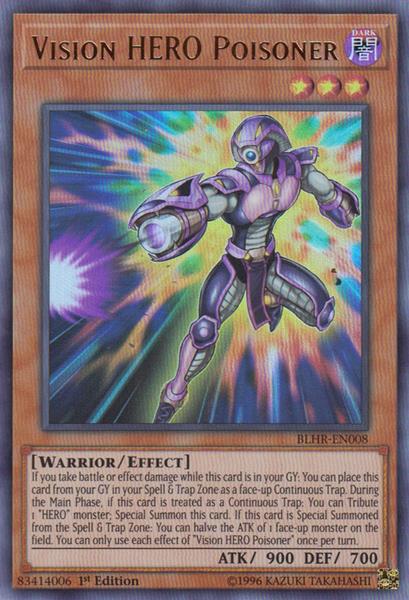 VISION HERO POISONER
DARK
闇
BLHR-EN008
[WARRIOR/EFFECT]
If you take battle or effect damage while this card is in your GY: You can place this
card from your GY in your Spell & Trap Zone as a face-up Continuous Trap. During
the Main Phase, if this card is treated as a Continuous Trap: You can Tribute
1 "HERO" monster; Special Summon this card. If this card is Special Summoned
from the Spell & Trap Zone: You can halve the ATK of 1 face-up monster on the
field. You can only use each effect of "Vision HERO Poisoner" once per turn.
ATK/ 900 DEF/ 700
83414006 1st Edition ©1996 KAZUKI TAKAHASHI